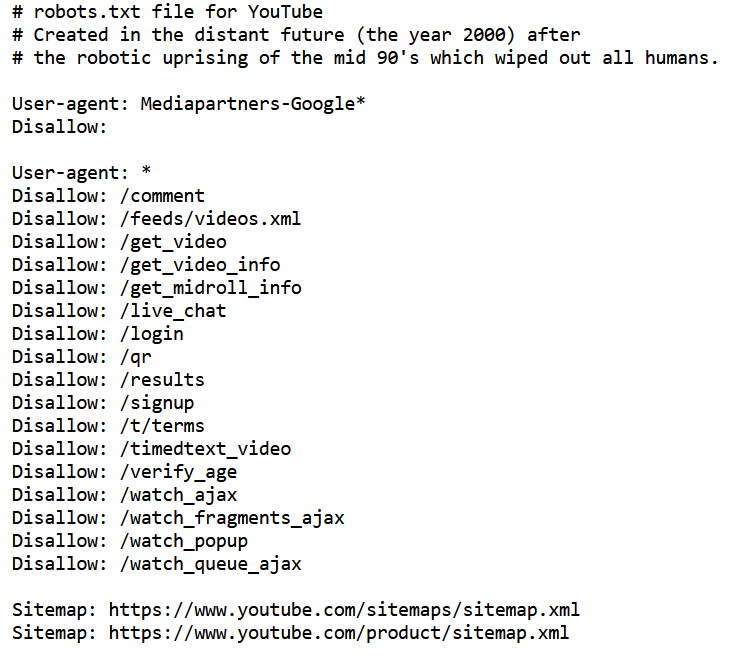 # robots.txt file for YouTube
# Created in the distant future (the year 2000) after
# the robotic uprising of the mid 90's which wiped out all humans.

User-agent: Mediapartners-Google*
Disallow:

User-agent: *
Disallow: /comment
Disallow: /feeds/videos.xml
Disallow: /get_video
Disallow: /get_video_info
Disallow: /get_midroll_info
Disallow: /live_chat
Disallow: /login
Disallow: /qr
Disallow: /results
Disallow: /signup
Disallow: /t/terms
Disallow: /timedtext_video
Disallow: /verify_age
Disallow: /watch_ajax
Disallow: /watch_fragments_ajax
Disallow: /watch_popup
Disallow: /watch_queue_ajax

Sitemap: https://www.youtube.com/sitemaps/sitemap.xml
Sitemap: https://www.youtube.com/product/sitemap.xml